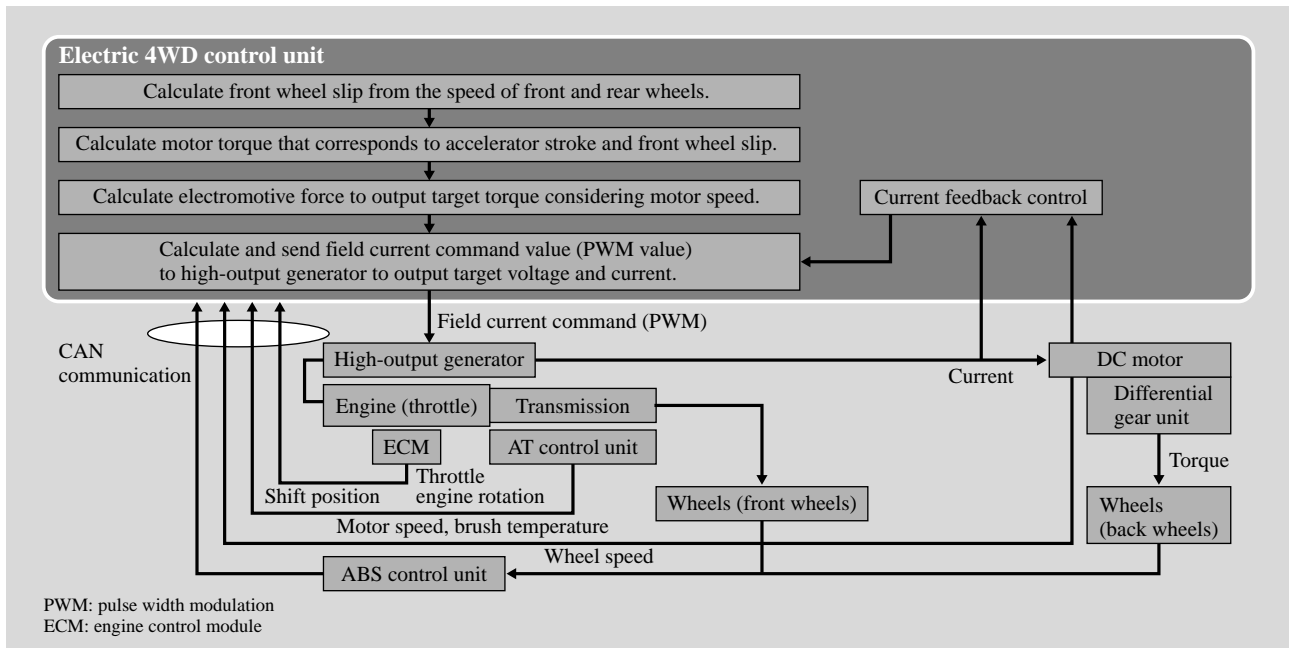 Electric 4WD control unit
Calculate front wheel slip from the speed of front and rear wheels.
Calculate motor torque that corresponds to accelerator stroke and front wheel slip.
Calculate electromotive force to output target torque considering motor speed.
Current feedback control
Calculate and send field current command value (PWM value)
to high-output generator to output target voltage and current.
Field current command (PWM)
CAN
communication
High-output generator
Current
DC motor
Engine (throttle)
Transmission
Differential
gear unit
ECM
AT control unit
Torque
Throttle
engine rotation
Shift position
Wheels (front wheels)
Wheels
(back wheels)
Motor speed, brush temperature
Wheel speed
ABS control unit
PWM: pulse width modulation
ECM: engine control module